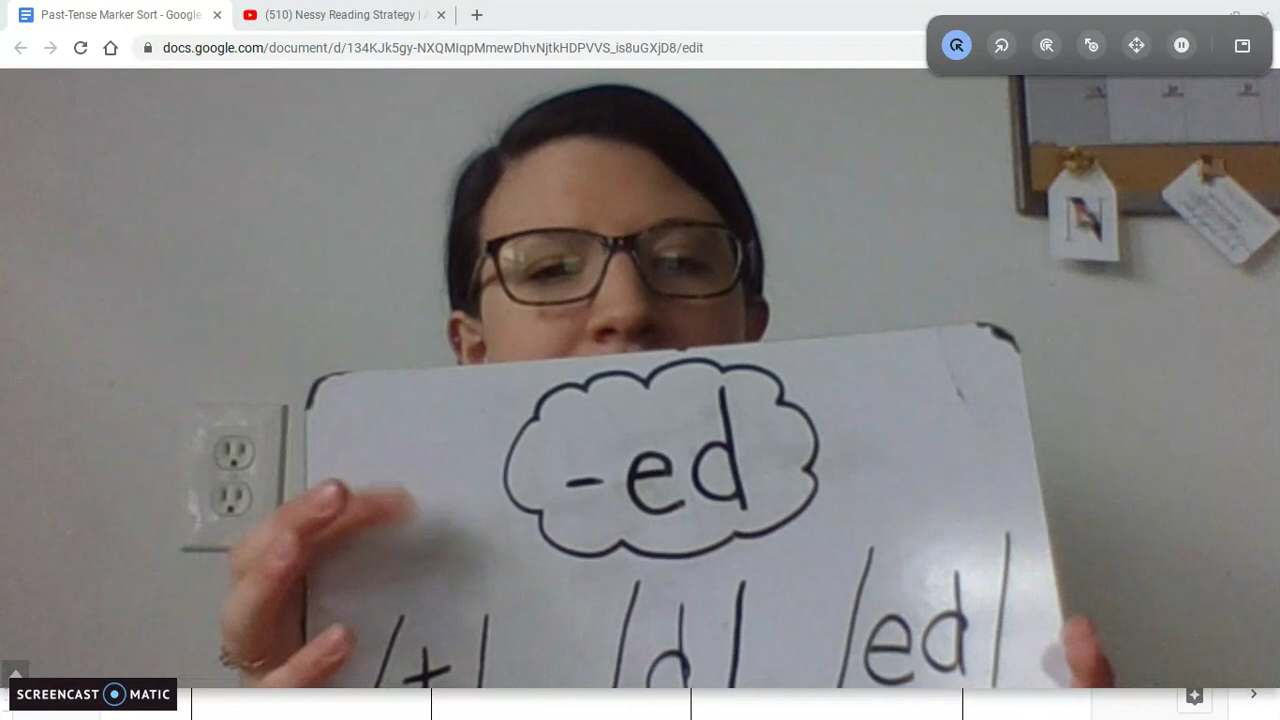 Past-Tense Marker Sort - Google
(510) Nessy Reading Strategy |
docs.google.com/document/d/134KJk5gy-NXQMIqpMmewDhvNjtkHDPVVS_is8uGXjD8/edit
N
-ed
/t/ /d/ /ed/
SCREENCAST MATIC